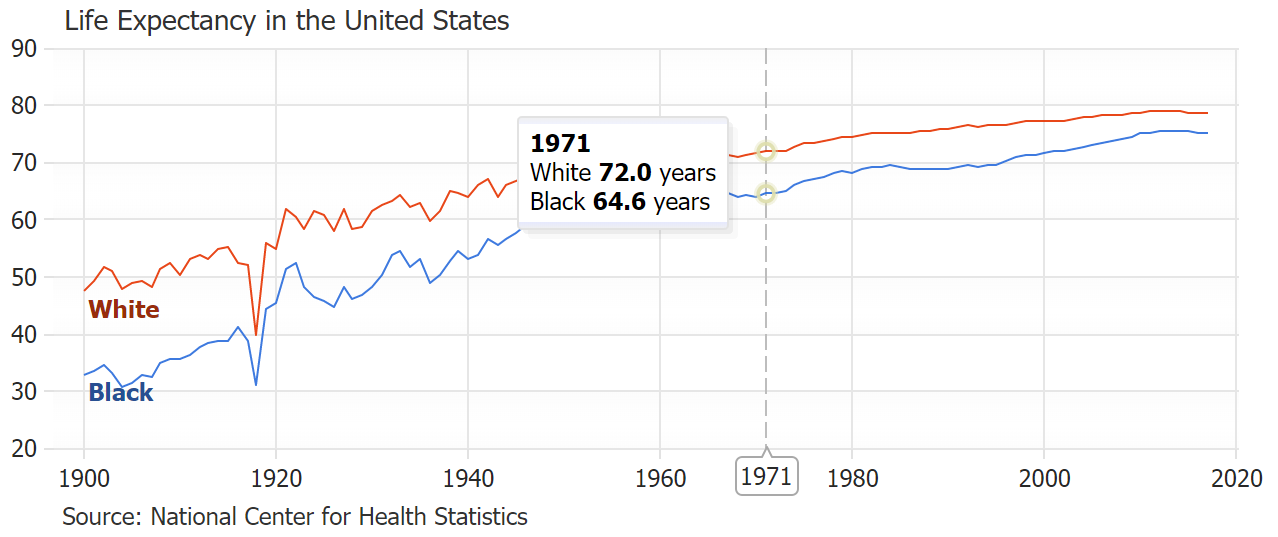 Life Expectancy in the United States
90
80
70
60
50
40
30
20
1971
White 72.0 years
Black 64.6 years
White
Black
1900 1920 1940 1960 1971 1980 2000 2020
Source: National Center for Health Statistics